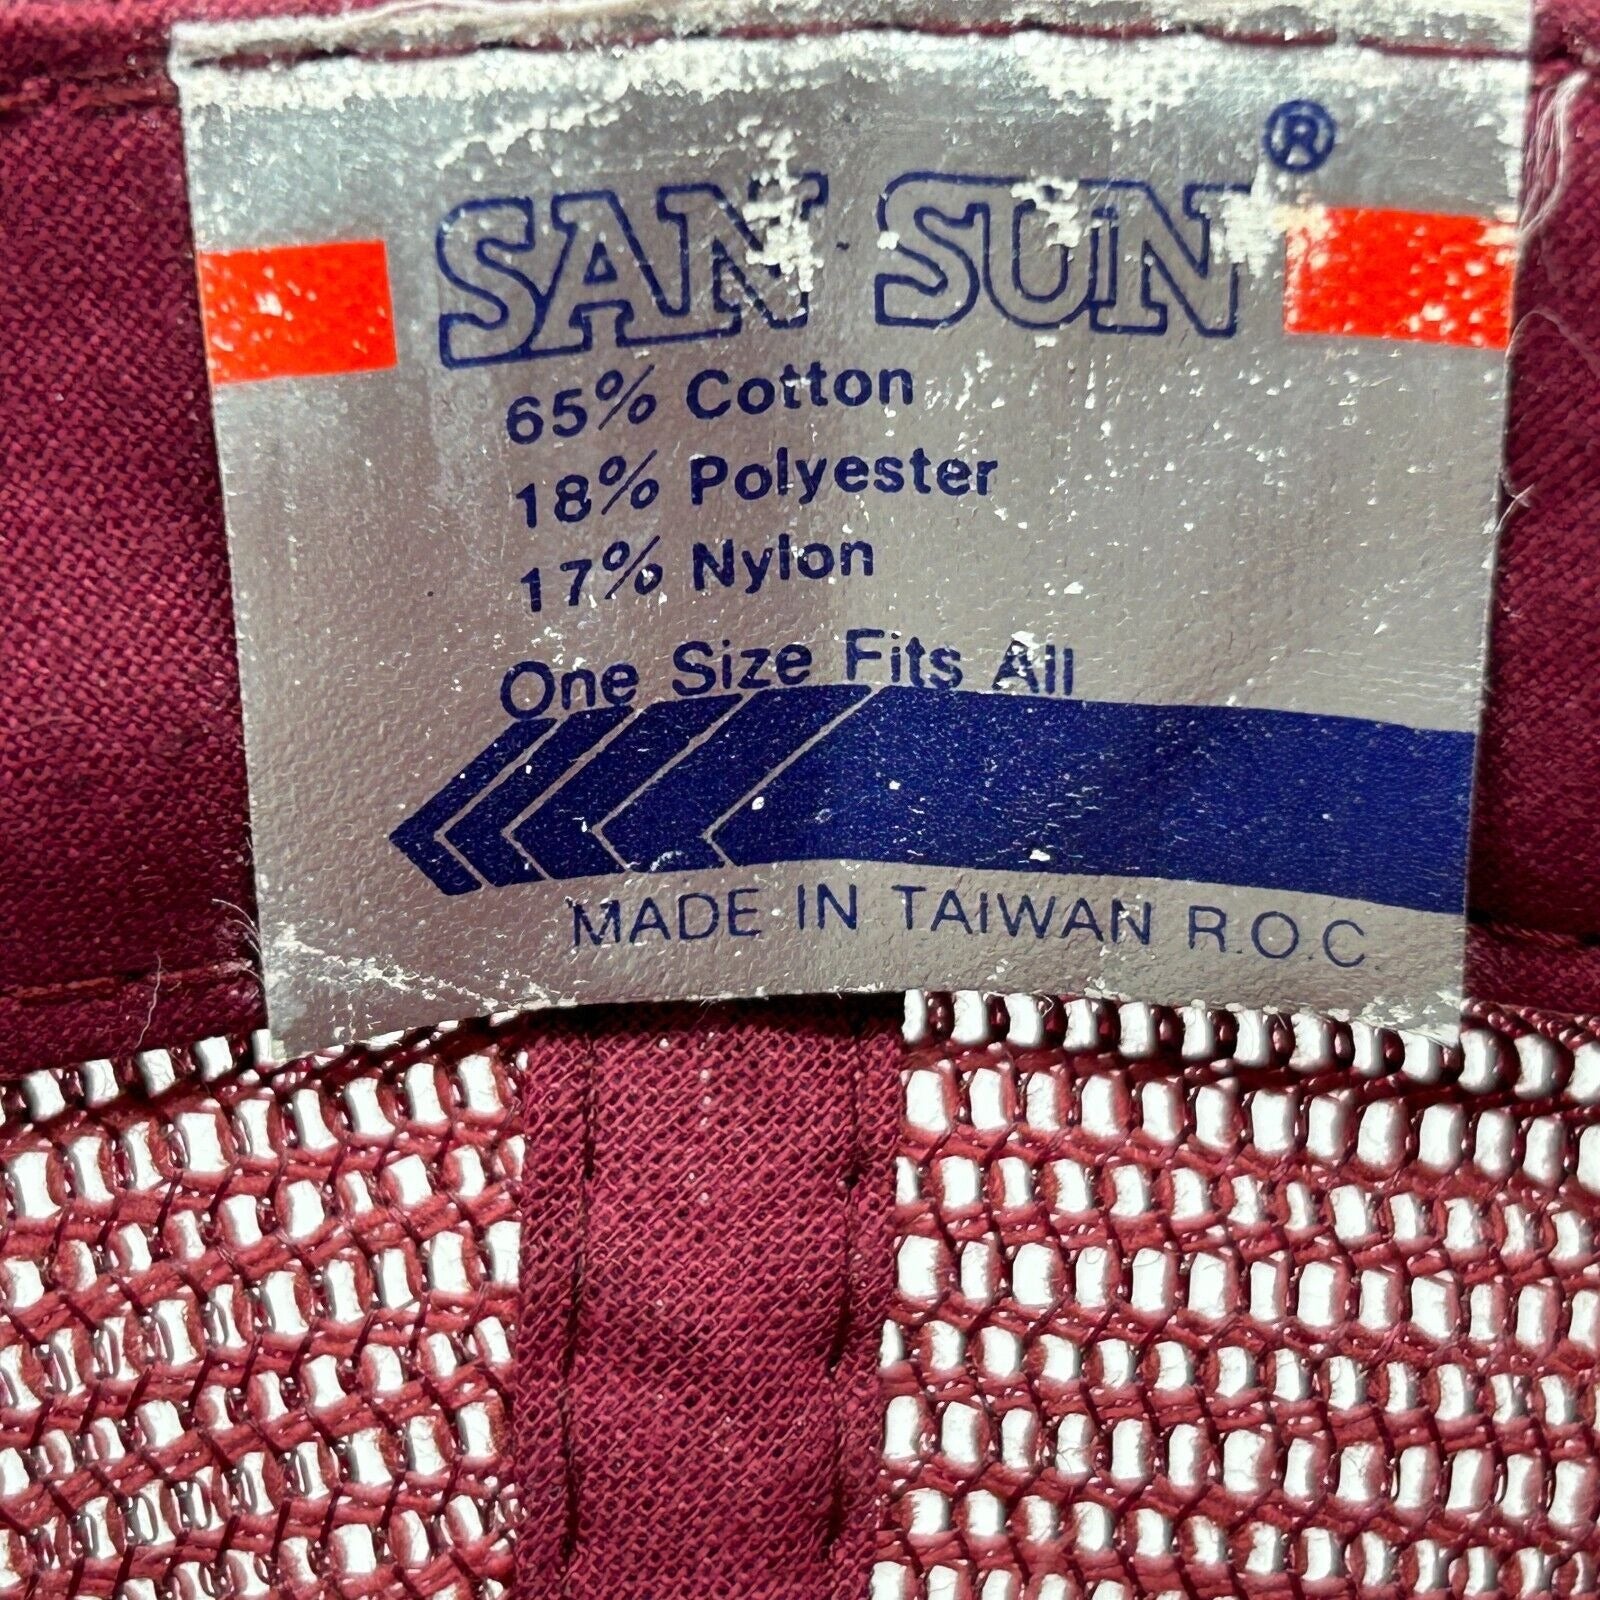 SAN SUN ®
65% Cotton
18% Polyester
17% Nylon
One Size Fits All
MADE IN TAIWAN R.O.C.